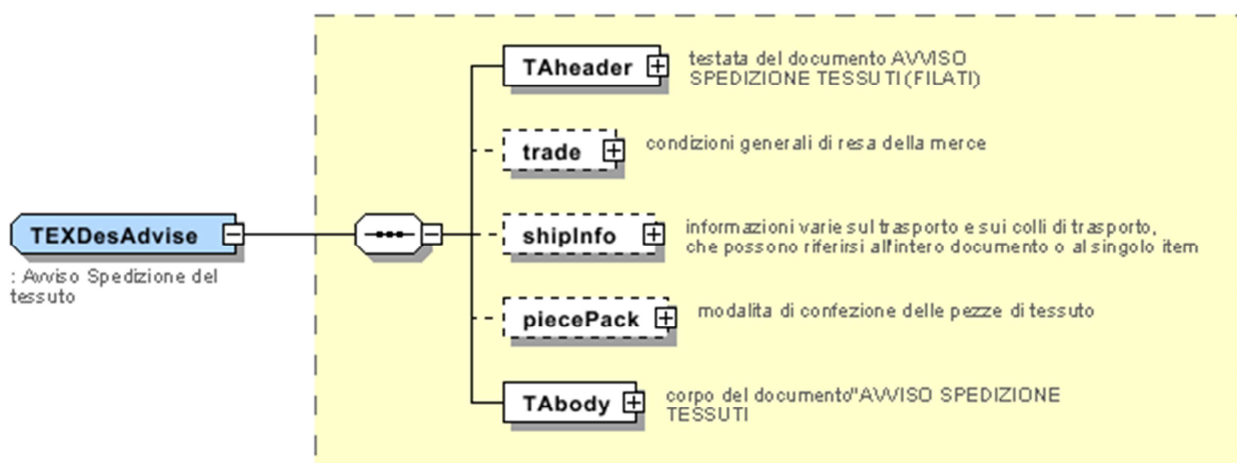 TAheader
testata del documento AVVISO
SPEDIZIONE TESSUTI (FILATI)
trade
condizioni generali di resa della merce
TEXDesAdvise
: Avviso Spedizione del
tessuto
shipInfo
informazioni varie sul trasporto e sui colli di trasporto,
che possono riferirsi all'intero documento o al singolo item
piecePack
modalita di confezione delle pezze di tessuto
TAbody
corpo del documento"AVVISO SPEDIZIONE
TESSUTI